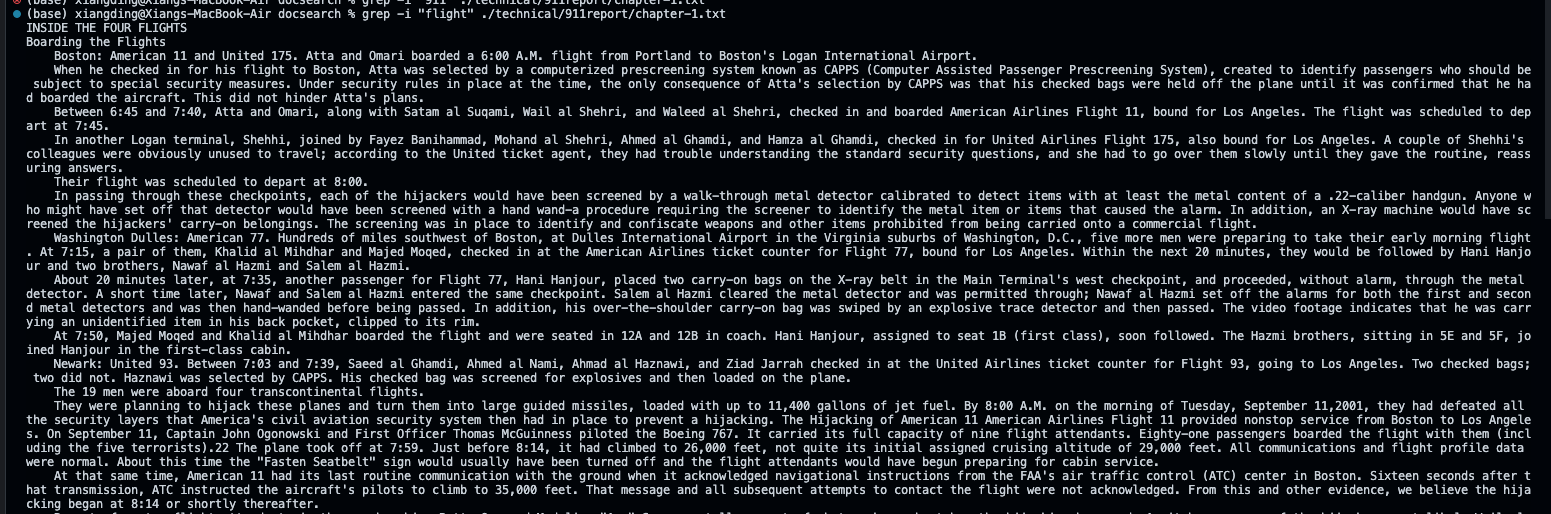 (base) xiangding@Xiangs-MacBook-Air docsearch % grep -i "911" ./technical/911report/chapter-1.txt
(base) xiangding@Xiangs-MacBook-Air docsearch % grep -i "flight" ./technical/911report/chapter-1.txt
INSIDE THE FOUR FLIGHTS
Boarding the Flights
Boston: American 11 and United 175. Atta and Omari boarded a 6:00 A.M. flight from Portland to Boston's Logan International Airport.
When he checked in for his flight to Boston, Atta was selected by a computerized prescreening system known as CAPPS (Computer Assisted Passenger Prescreening System), created to identify passengers who should be
subject to special security measures. Under security rules in place at the time, the only consequence of Atta's selection by CAPPS was that his checked bags were held off the plane until it was confirmed that he ha
d boarded the aircraft. This did not hinder Atta's plans.
Between 6:45 and 7:40, Atta and Omari, along with Satam al Suqami, Wail al Shehri, and Waleed al Shehri, checked in and boarded American Airlines Flight 11, bound for Los Angeles. The flight was scheduled to dep
art at 7:45.
In another Logan terminal, Shehhi, joined by Fayez Banihammad, Mohand al Shehri, Ahmed al Ghamdi, and Hamza al Ghamdi, checked in for United Airlines Flight 175, also bound for Los Angeles. A couple of Shehhi's
colleagues were obviously unused to travel; according to the United ticket agent, they had trouble understanding the standard security questions, and she had to go over them slowly until they gave the routine, reass
uring answers.
Their flight was scheduled to depart at 8:00.
In passing through these checkpoints, each of the hijackers would have been screened by a walk-through metal detector calibrated to detect items with at least the metal content of a .22-caliber handgun. Anyone w
ho might have set off that detector would have been screened with a hand wand-a procedure requiring the screener to identify the metal item or items that caused the alarm. In addition, an X-ray machine would have sc
reened the hijackers' carry-on belongings. The screening was in place to identify and confiscate weapons and other items prohibited from being carried onto a commercial flight.
Washington Dulles: American 77. Hundreds of miles southwest of Boston, at Dulles International Airport in the Virginia suburbs of Washington, D.C., five more men were preparing to take their early morning flight
. At 7:15, a pair of them, Khalid al Mihdhar and Majed Moqed, checked in at the American Airlines ticket counter for Flight 77, bound for Los Angeles. Within the next 20 minutes, they would be followed by Hani Hanjo
ur and two brothers, Nawaf al Hazmi and Salem al Hazmi.
About 20 minutes later, at 7:35, another passenger for Flight 77, Hani Hanjour, placed two carry-on bags on the X-ray belt in the Main Terminal's west checkpoint, and proceeded, without alarm, through the metal
detector. A short time later, Nawaf and Salem al Hazmi entered the same checkpoint. Salem al Hazmi cleared the metal detector and was permitted through; Nawaf al Hazmi set off the alarms for both the first and secon
d metal detectors and was then hand-wanded before being passed. In addition, his over-the-shoulder carry-on bag was swiped by an explosive trace detector and then passed. The video footage indicates that he was carr
ying an unidentified item in his back pocket, clipped to its rim.
At 7:50, Majed Moqed and Khalid al Mihdhar boarded the flight and were seated in 12A and 12B in coach. Hani Hanjour, assigned to seat 1B (first class), soon followed. The Hazmi brothers, sitting in 5E and 5F, jo
ined Hanjour in the first-class cabin.
Newark: United 93. Between 7:03 and 7:39, Saeed al Ghamdi, Ahmed al Nami, Ahmad al Haznawi, and Ziad Jarrah checked in at the United Airlines ticket counter for Flight 93, going to Los Angeles. Two checked bags;
two did not. Haznawi was selected by CAPPS. His checked bag was screened for explosives and then loaded on the plane.
The 19 men were aboard four transcontinental flights.
They were planning to hijack these planes and turn them into large guided missiles, loaded with up to 11,400 gallons of jet fuel. By 8:00 A.M. on the morning of Tuesday, September 11,2001, they had defeated all
the security layers that America's civil aviation security system then had in place to prevent a hijacking. The Hijacking of American 11 American Airlines Flight 11 provided nonstop service from Boston to Los Angele
s. On September 11, Captain John Ogonowski and First Officer Thomas McGuinness piloted the Boeing 767. It carried its full capacity of nine flight attendants. Eighty-one passengers boarded the flight with them (incl
uding the five terrorists).22 The plane took off at 7:59. Just before 8:14, it had climbed to 26,000 feet, not quite its initial assigned cruising altitude of 29,000 feet. All communications and flight profile data
were normal. About this time the "Fasten Seatbelt" sign would usually have been turned off and the flight attendants would have begun preparing for cabin service.
At that same time, American 11 had its last routine communication with the ground when it acknowledged navigational instructions from the FAA's air traffic control (ATC) center in Boston. Sixteen seconds after t
hat transmission, ATC instructed the aircraft's pilots to climb to 35,000 feet. That message and all subsequent attempts to contact the flight were not acknowledged. From this and other evidence, we believe the hija
cking began at 8:14 or shortly thereafter.